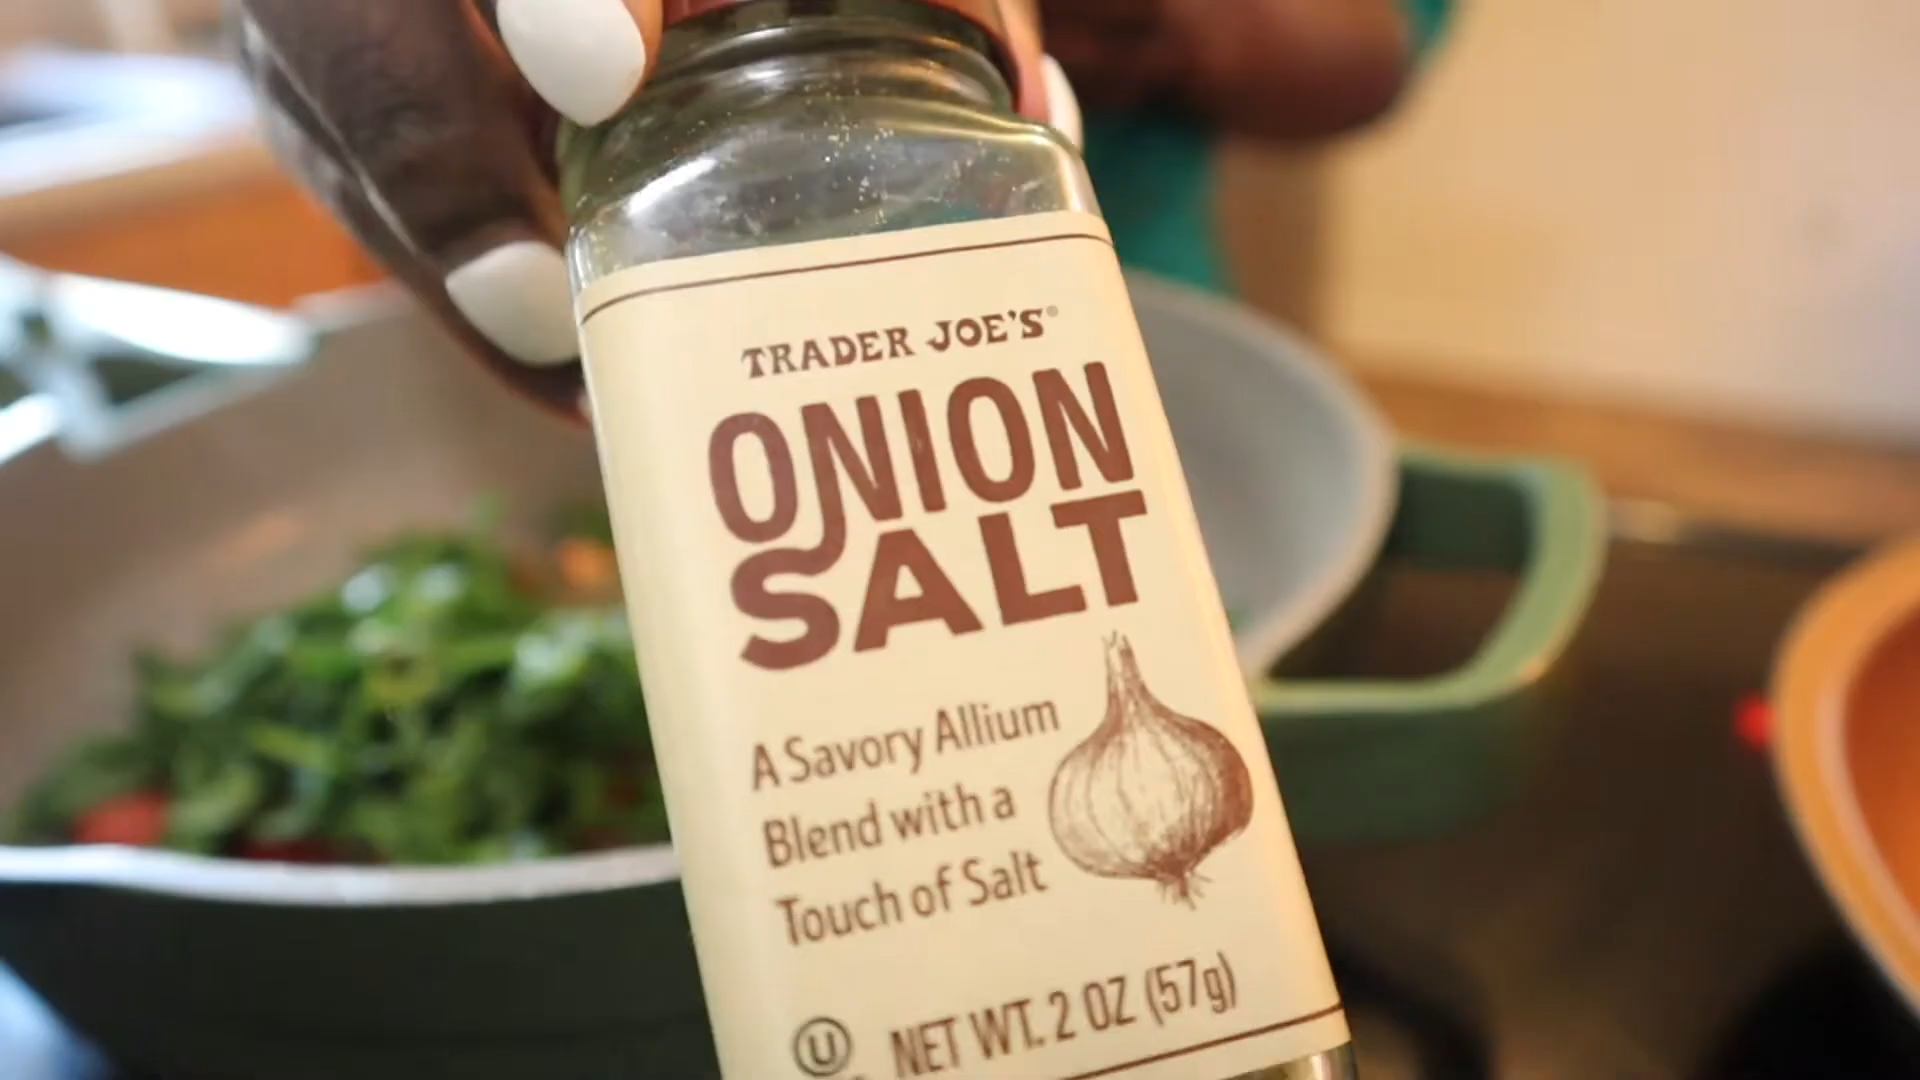 TRADER JOE'S®
ONION
SALT
A Savory Allium
Blend with a
Touch of Salt
U NET WT. 2 OZ (57g)